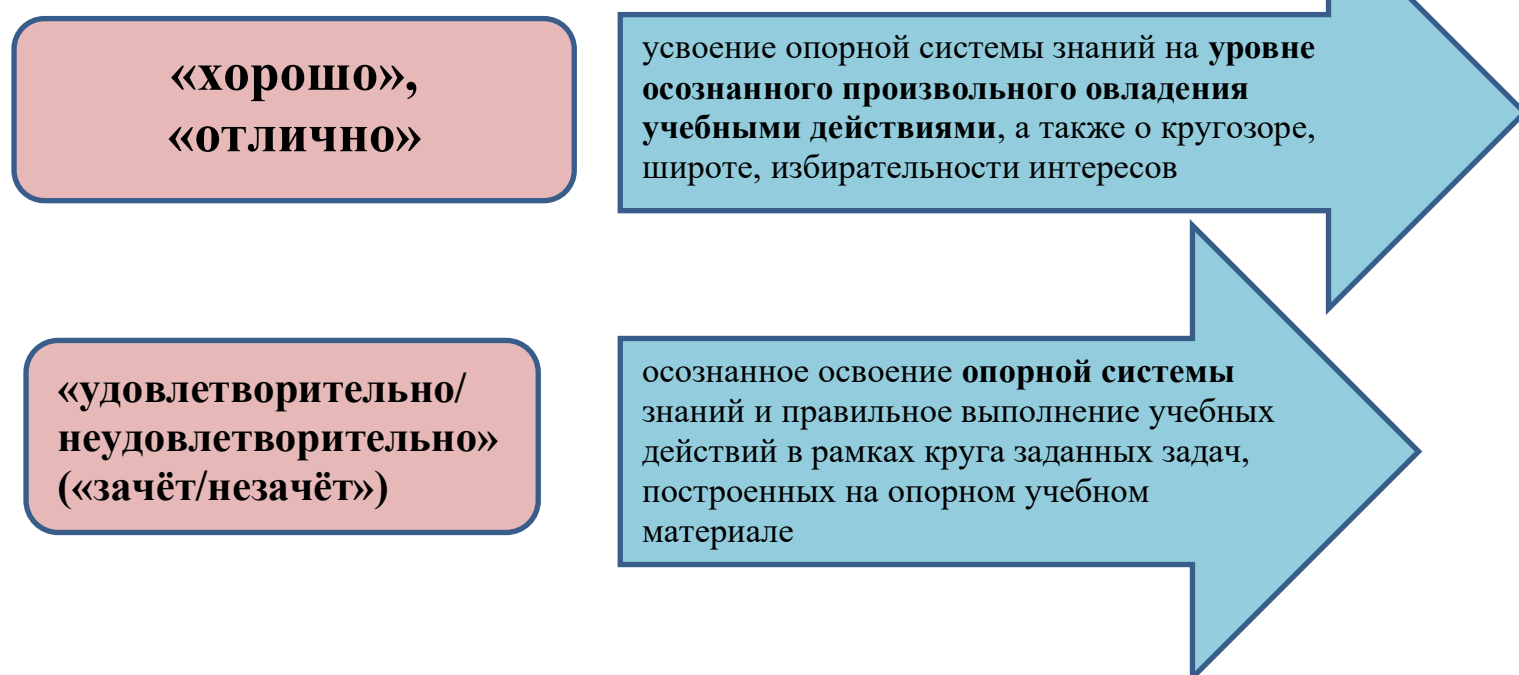 «хорошо»,
«отлично»
усвоение опорной системы знаний на уровне
осознанного произвольного овладения
учебными действиями, а также о кругозоре,
широте, избирательности интересов
«удовлетворительно/
неудовлетворительно»
(«зачёт/незачёт»)
осознанное освоение опорной системы
знаний и правильное выполнение учебных
действий в рамках круга заданных задач,
построенных на опорном учебном
материале